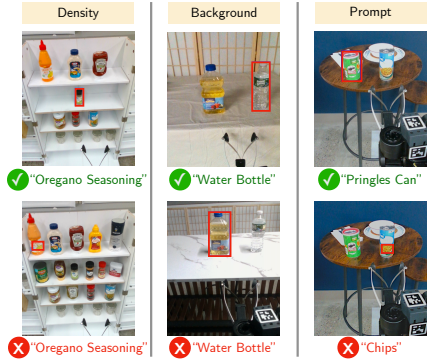 Density
Background
Prompt
✓ "Oregano Seasoning"
✓ "Water Bottle"
✓ "Pringles Can"
X "Oregano Seasoning"
X "Water Bottle"
X "Chips"